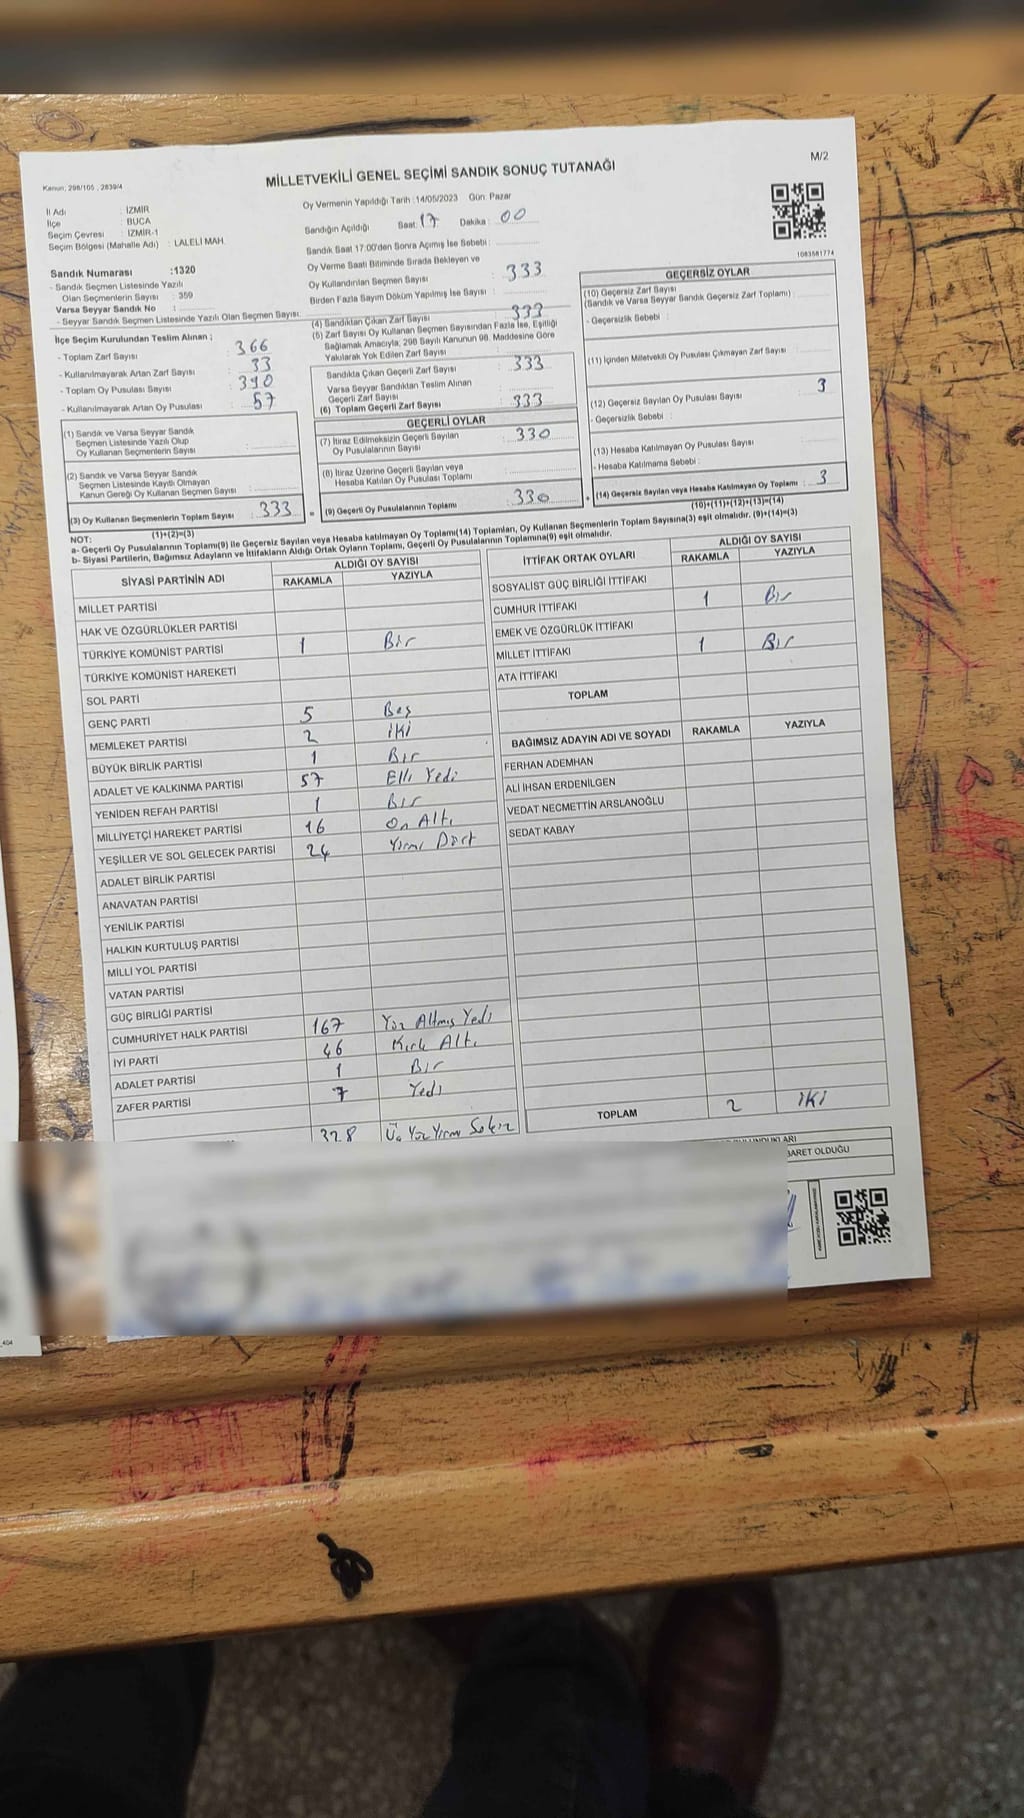 M/2
Kanun: 298/105 , 2839/4
MİLLETVEKİLİ GENEL SEÇİMİ SANDIK SONUÇ TUTANAĞI
İl Adı : İZMİR
İlçe : BUCA
Seçim Çevresi : İZMİR-1
Seçim Bölgesi (Mahalle Adı) : LALELİ MAH.
Oy Vermenin Yapıldığı Tarih :14/05/2023 Gün: Pazar
Sandığın Açıldığı Saat: 17 Dakika : 00
Sandık Saat 17:00'den Sonra Açımış İse Sebebi :
Oy Verme Saati Bitiminde Sırada Bekleyen ve
Oy Kullandırılan Seçmen Sayısı : 333
Birden Fazla Sayım Döküm Yapılmış İse Sayısı :
1083581774
Sandık Numarası :1320
- Sandık Seçmen Listesinde Yazılı
Olan Seçmenlerin Sayısı : 359
Varsa Seyyar Sandık No :
- Seyyar Sandık Seçmen Listesinde Yazılı Olan Seçmen Sayısı:
İlçe Seçim Kurulundan Teslim Alınan ;
- Toplam Zarf Sayısı : 366
- Kullanılmayarak Artan Zarf Sayısı : 33
- Toplam Oy Pusulası Sayısı : 390
- Kullanılmayarak Artan Oy Pusulası : 57
(1) Sandık ve Varsa Seyyar Sandık
Seçmen Listesinde Yazılı Olup
Oy Kullanan Seçmenlerin Sayısı :
(2) Sandık ve Varsa Seyyar Sandık
Seçmen Listesinde Kayıtlı Olmayan
Kanun Gereği Oy Kullanan Seçmen Sayısı :
(3) Oy Kullanan Seçmenlerin Toplam Sayısı : 333 =
(1)+(2)=(3)
(4) Sandıktan Çıkan Zarf Sayısı : 333
(5) Zarf Sayısı Oy Kullanan Seçmen Sayısından Fazla İse, Eşitliği
Sağlamak Amacıyla, 298 Sayılı Kanunun 98. Maddesine Göre
Yakılarak Yok Edilen Zarf Sayısı :
Sandıkta Çıkan Geçerli Zarf Sayısı : 333
Varsa Seyyar Sandıktan Teslim Alınan
Geçerli Zarf Sayısı :
(6) Toplam Geçerli Zarf Sayısı : 333
GEÇERLİ OYLAR
(7) İtiraz Edilmeksizin Geçerli Sayılan
Oy Pusulalarının Sayısı : 330
(8) İtiraz Üzerine Geçerli Sayılan veya
Hesaba Katılan Oy Pusulası Toplamı :
(9) Geçerli Oy Pusulalarının Toplamı : 330 +
GEÇERSİZ OYLAR
(10) Geçersiz Zarf Sayısı
(Sandık ve Varsa Seyyar Sandık Geçersiz Zarf Toplamı) :
- Geçersizlik Sebebi :
(11) İçinden Milletvekili Oy Pusulası Çıkmayan Zarf Sayısı :
(12) Geçersiz Sayılan Oy Pusulası Sayısı : 3
- Geçersizlik Sebebi :
(13) Hesaba Katılmayan Oy Pusulası Sayısı :
- Hesaba Katılmama Sebebi :
(14) Geçersiz Sayılan veya Hesaba Katılmayan Oy Toplamı : 3
(10)+(11)+(12)+(13)=(14)
NOT:
a- Geçerli Oy Pusulalarının Toplamı(9) ile Geçersiz Sayılan veya Hesaba katılmayan Oy Toplamı(14) Toplamları, Oy Kullanan Seçmenlerin Toplam Sayısına(3) eşit olmalıdır. (9)+(14)=(3)
b- Siyasi Partilerin, Bağımsız Adayların ve İttifakların Aldığı Ortak Oyların Toplamı, Geçerli Oy Pusulalarının Toplamına(9) eşit olmalıdır.
SİYASİ PARTİNİN ADI ALDIĞI OY SAYISI
RAKAMLA YAZIYLA
MİLLET PARTİSİ
HAK VE ÖZGÜRLÜKLER PARTİSİ
TÜRKİYE KOMÜNİST PARTİSİ 1 Bir
TÜRKİYE KOMÜNİST HAREKETİ
SOL PARTİ
GENÇ PARTİ 5 Beş
MEMLEKET PARTİSİ 2 iki
BÜYÜK BİRLİK PARTİSİ 1 Bir
ADALET VE KALKINMA PARTİSİ 57 Elli Yedi
YENİDEN REFAH PARTİSİ 1 Bir
MİLLİYETÇİ HAREKET PARTİSİ 16 On Altı
YEŞİLLER VE SOL GELECEK PARTİSİ 24 Yirmi Dört
ADALET BİRLİK PARTİSİ
ANAVATAN PARTİSİ
YENİLİK PARTİSİ
HALKIN KURTULUŞ PARTİSİ
MİLLİ YOL PARTİSİ
VATAN PARTİSİ
GÜÇ BİRLİĞİ PARTİSİ
CUMHURİYET HALK PARTİSİ 167 Yüz Altmış Yedi
İYİ PARTİ 46 Kırk Altı
ADALET PARTİSİ 1 Bir
ZAFER PARTİSİ 7 Yedi
328 Üç Yüz Yirmi Sekiz
İTTİFAK ORTAK OYLARI ALDIĞI OY SAYISI
RAKAMLA YAZIYLA
SOSYALİST GÜÇ BİRLİĞİ İTTİFAKI
CUMHUR İTTİFAKI 1 Bir
EMEK VE ÖZGÜRLÜK İTTİFAKI
MİLLET İTTİFAKI 1 Bir
ATA İTTİFAKI
TOPLAM
BAĞIMSIZ ADAYIN ADI VE SOYADI RAKAMLA YAZIYLA
FERHAN ADEMHAN
ALİ İHSAN ERDENİLGEN
VEDAT NECMETTİN ARSLANOĞLU
SEDAT KABAY
TOPLAM 2 iki
BARET OLDUĞU